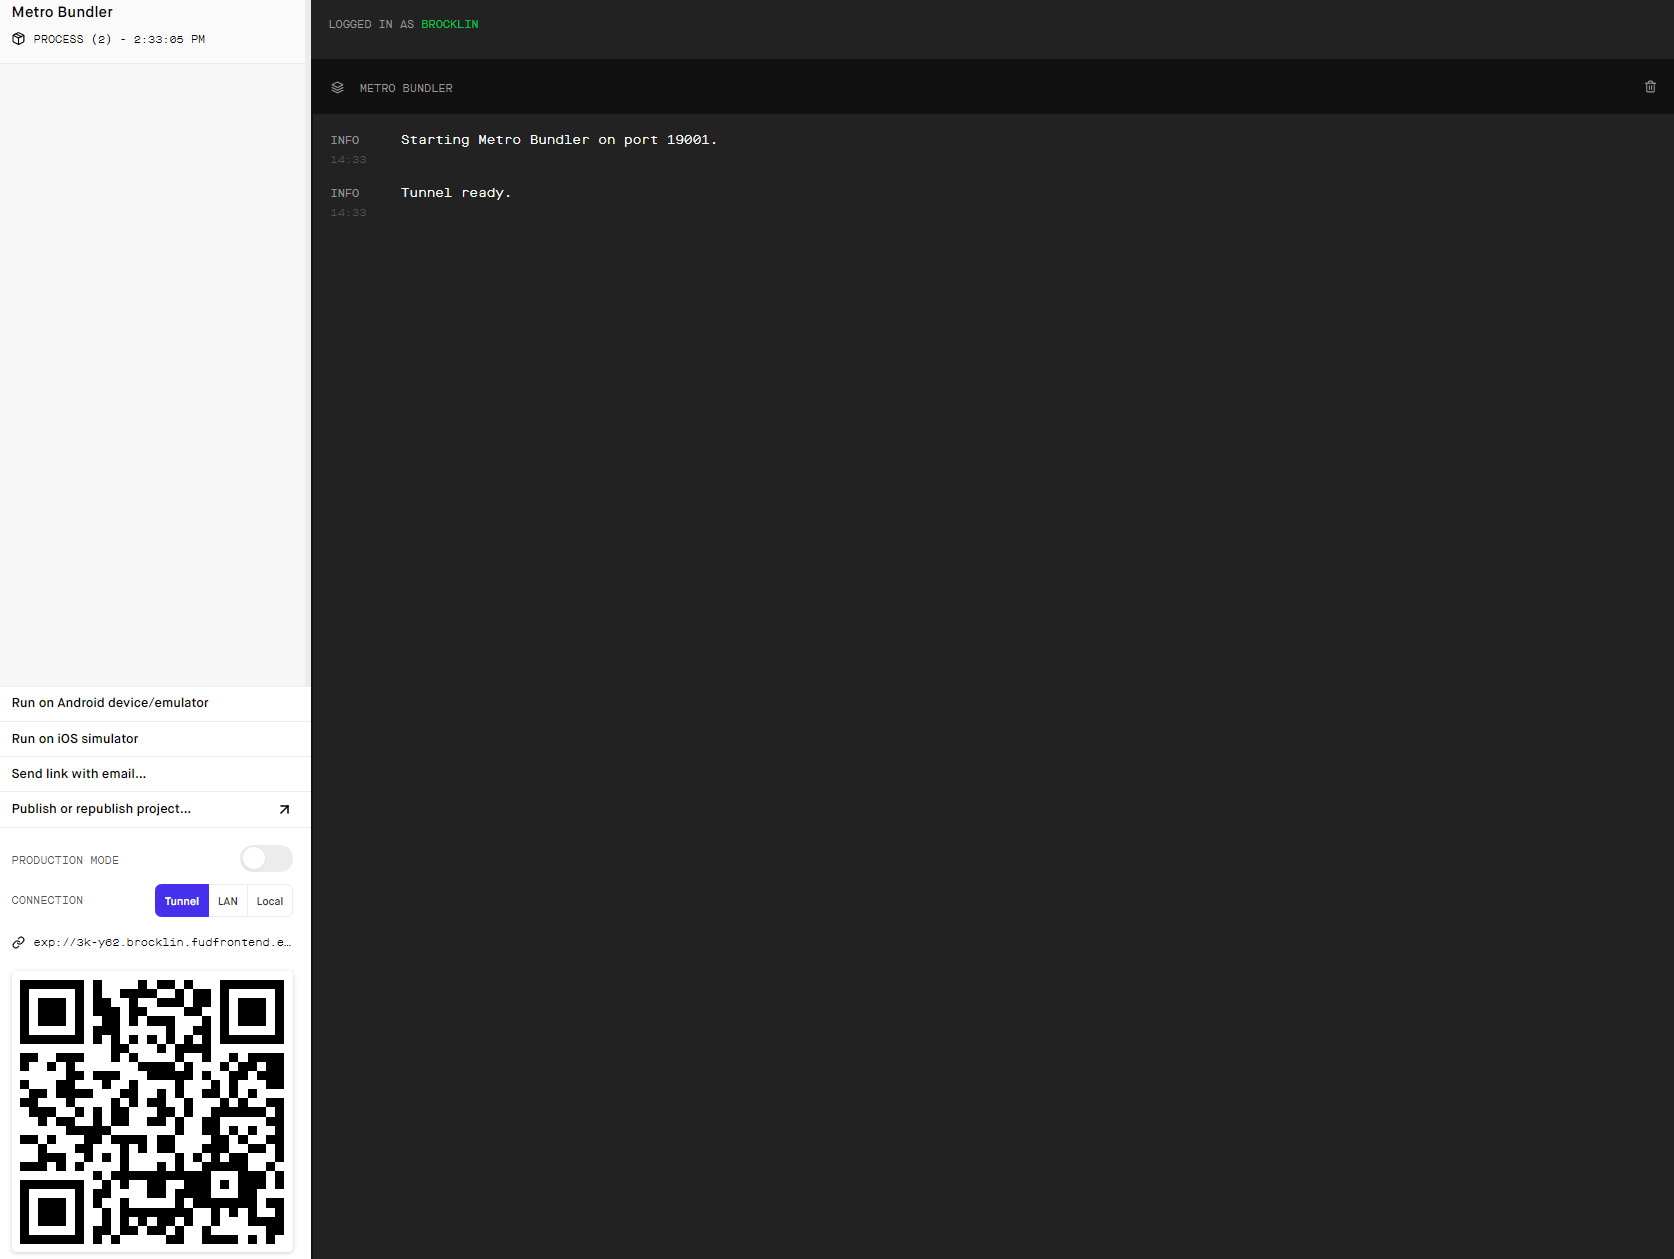 Metro Bundler
PROCESS (2) - 2:33:05 PM
LOGGED IN AS BROCKLIN
METRO BUNDLER
INFO Starting Metro Bundler on port 19001.
14:33
INFO Tunnel ready.
14:33
Run on Android device/emulator
Run on iOS simulator
Send link with email...
Publish or republish project...
PRODUCTION MODE
CONNECTION Tunnel LAN Local
exp://3k-y62.brocklin.fudfrontend.e...